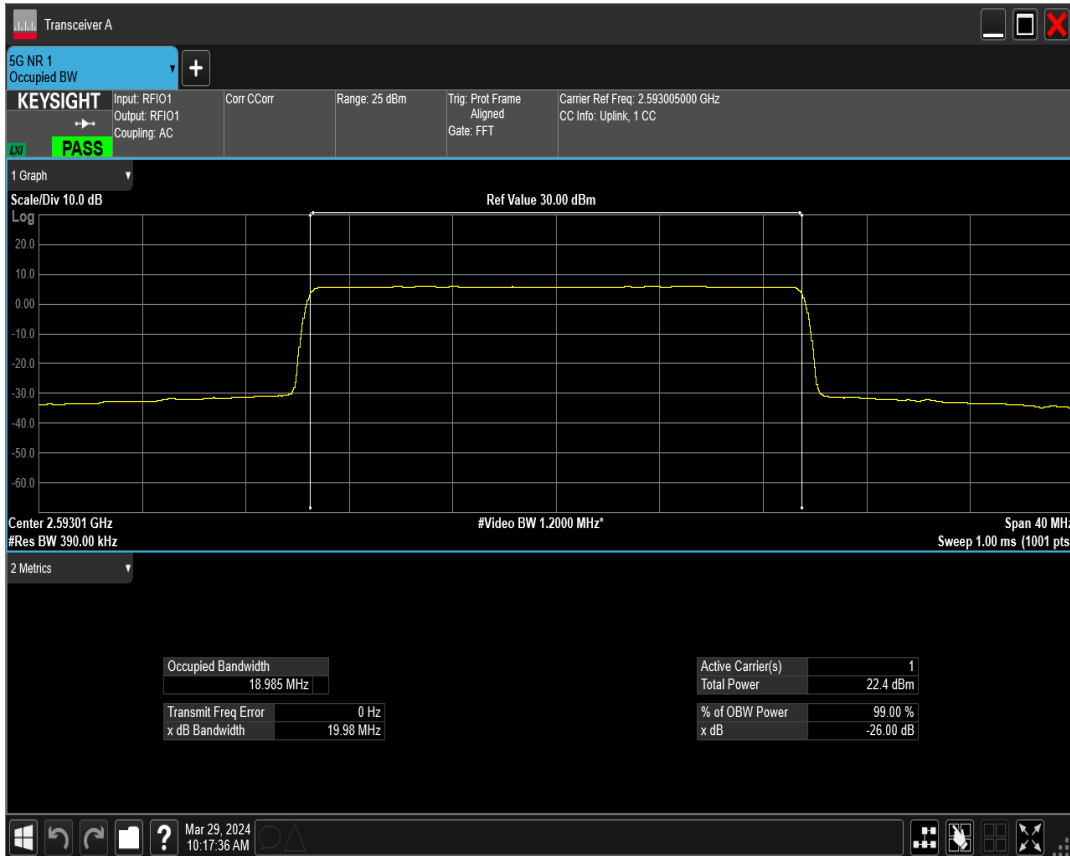 Transceiver A
5G NR 1
Occupied BW
KEYSIGHT
LXI
PASS
Input: RFIO1
Output: RFIO1
Coupling: AC
Corr CCorr
Range: 25 dBm
Trig: Prot Frame
Aligned
Gate: FFT
Carrier Ref Freq: 2.593005000 GHz
CC Info: Uplink, 1 CC
1 Graph
Scale/Div 10.0 dB
Ref Value 30.00 dBm
Log
20.0
10.0
0.00
-10.0
-20.0
-30.0
-40.0
-50.0
-60.0
Center 2.59301 GHz
#Video BW 1.2000 MHz*
Span 40 MHz
#Res BW 390.00 kHz
Sweep 1.00 ms (1001 pts
2 Metrics
Occupied Bandwidth
18.985 MHz
Transmit Freq Error 0 Hz
x dB Bandwidth 19.98 MHz
Active Carrier(s) 1
Total Power 22.4 dBm
% of OBW Power 99.00 %
x dB -26.00 dB
Mar 29, 2024
10:17:36 AM